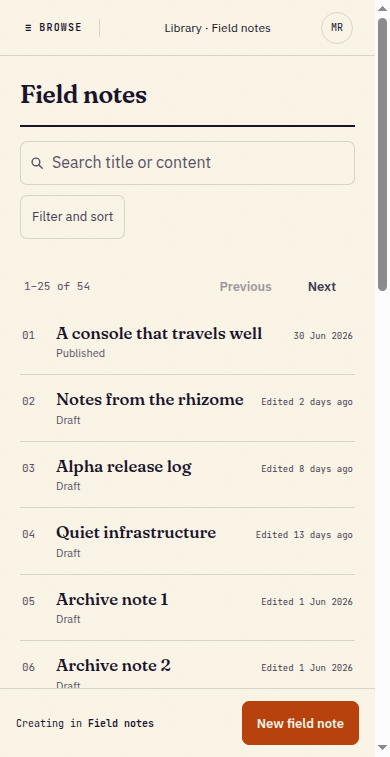 ≡ BROWSE
Library · Field notes
MR
Field notes
Search title or content
Filter and sort
1–25 of 54
Previous
Next
01 A console that travels well 30 Jun 2026
Published
02 Notes from the rhizome Edited 2 days ago
Draft
03 Alpha release log Edited 8 days ago
Draft
04 Quiet infrastructure Edited 13 days ago
Draft
05 Archive note 1 Edited 1 Jun 2026
Draft
06 Archive note 2 Edited 1 Jun 2026
Draft
Creating in Field notes
New field note